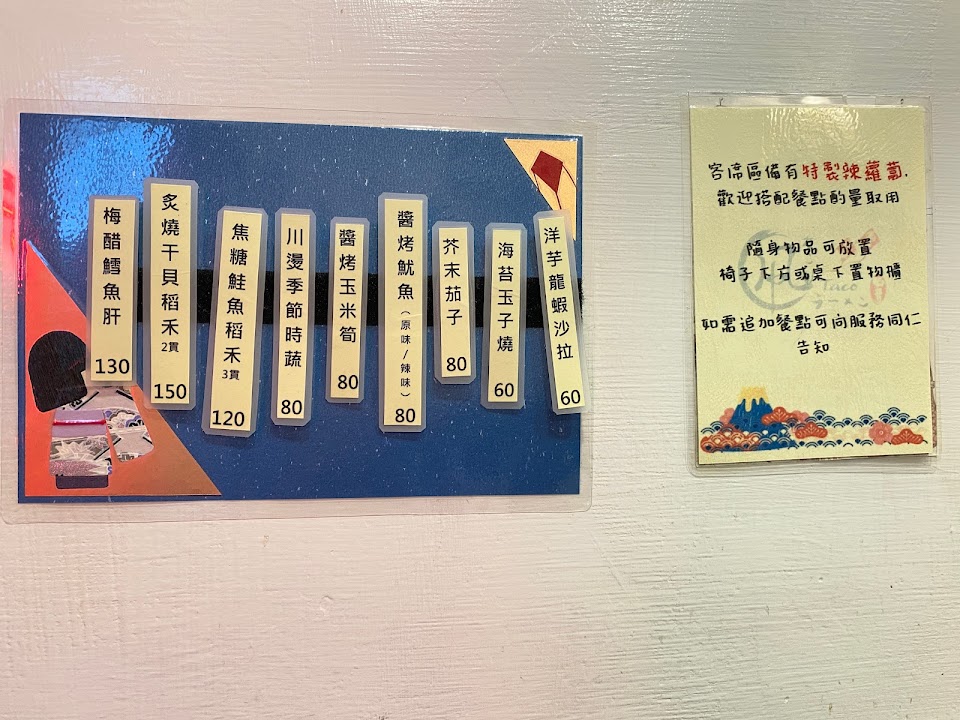 梅醋鱈魚肝
130
炙燒干貝稻禾2貫
150
焦糖鮭魚稻禾3貫
120
川燙季節時蔬
80
醬烤玉米筍
80
醬烤魷魚(原味/辣味)
80
芥末茄子
80
海苔玉子燒
60
洋芋龍蝦沙拉
60
客席區備有特製辣蘿蔔,
歡迎搭配餐點酌量取用
隨身物品可放置
椅子下方或桌下置物櫃
如需追加餐點可向服務同仁
告知
Taco
ラーメン